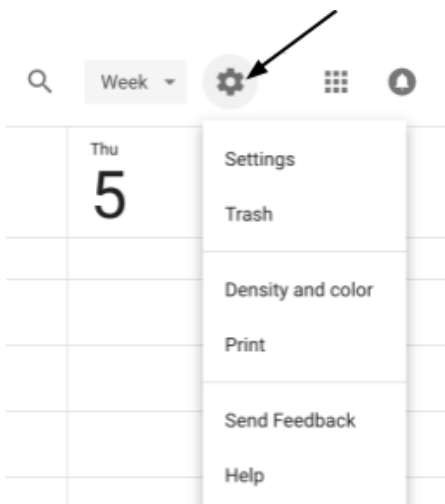 Week
Thu
5
Settings
Trash
Density and color
Print
Send Feedback
Help